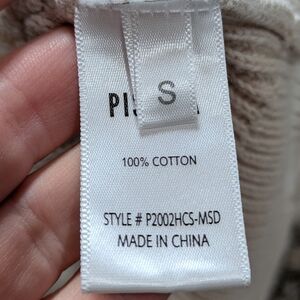 S
100% COTTON
STYLE # P2002HCS-MSD
MADE IN CHINA